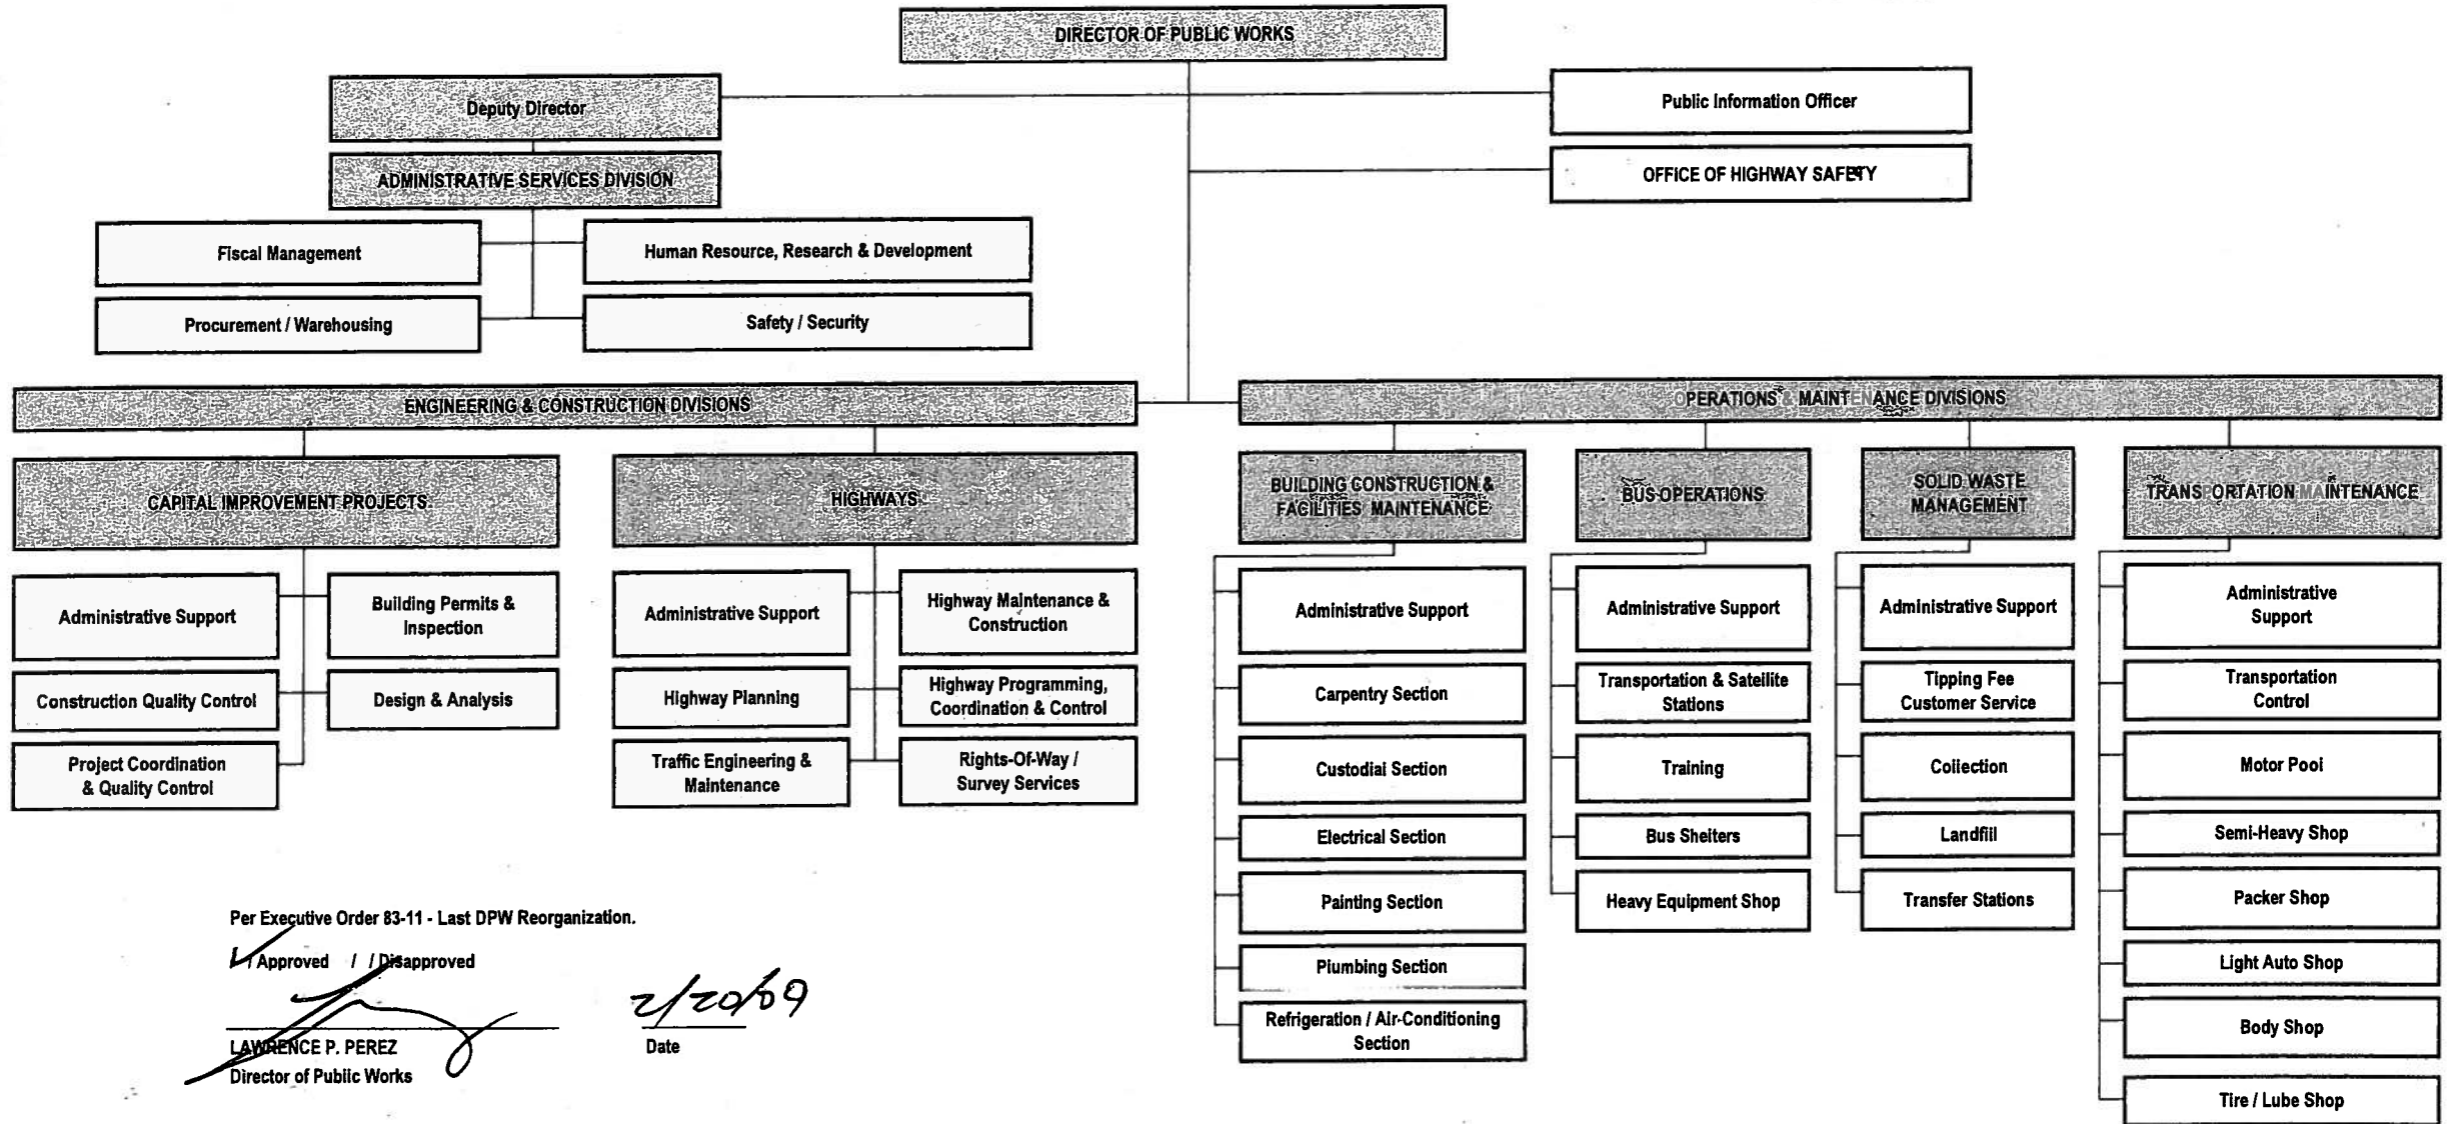 DIRECTOR OF PUBLIC WORKS
Deputy Director
Public Information Officer
ADMINISTRATIVE SERVICES DIVISION
OFFICE OF HIGHWAY SAFETY
Fiscal Management
Human Resource, Research & Development
Procurement / Warehousing
Safety / Security
ENGINEERING & CONSTRUCTION DIVISIONS
OPERATIONS & MAINTENANCE DIVISIONS
CAPITAL IMPROVEMENT PROJECTS
HIGHWAYS
BUILDING CONSTRUCTION &
FACILITIES MAINTENANCE
BUS OPERATIONS
SOLID WASTE
MANAGEMENT
TRANSPORTATION MAINTENANCE
Administrative Support
Building Permits &
Inspection
Construction Quality Control
Design & Analysis
Project Coordination
& Quality Control
Administrative Support
Highway Maintenance &
Construction
Highway Planning
Highway Programming,
Coordination & Control
Traffic Engineering &
Maintenance
Rights-Of-Way /
Survey Services
Administrative Support
Carpentry Section
Custodial Section
Electrical Section
Painting Section
Plumbing Section
Refrigeration / Air-Conditioning
Section
Administrative Support
Transportation & Satellite
Stations
Training
Bus Shelters
Heavy Equipment Shop
Administrative Support
Tipping Fee
Customer Service
Collection
Landfill
Transfer Stations
Administrative
Support
Transportation
Control
Motor Pool
Semi-Heavy Shop
Packer Shop
Light Auto Shop
Body Shop
Tire / Lube Shop
Per Executive Order 83-11 - Last DPW Reorganization.
/ Approved / / Disapproved
2/20/09
LAWRENCE P. PEREZ
Date
Director of Public Works